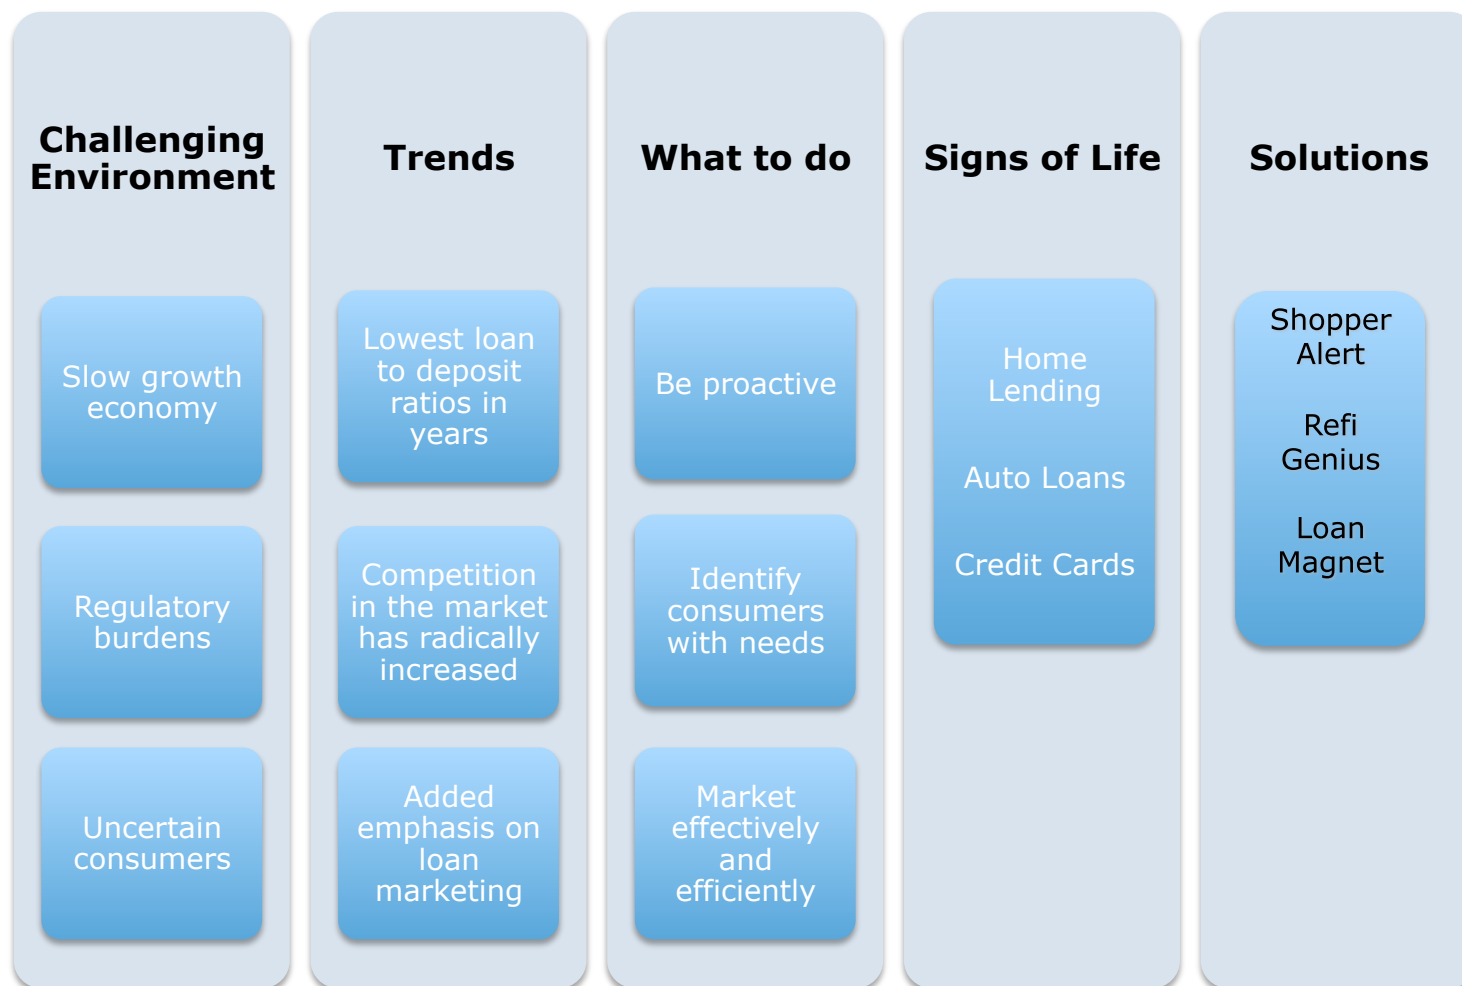 Challenging
Environment
Slow growth
economy
Regulatory
burdens
Uncertain
consumers
Trends
Lowest loan
to deposit
ratios in
years
Competition
in the market
has radically
increased
Added
emphasis on
loan
marketing
What to do
Be proactive
Identify
consumers
with needs
Market
effectively
and
efficiently
Signs of Life
Home
Lending
Auto Loans
Credit Cards
Solutions
Shopper
Alert
Refi
Genius
Loan
Magnet